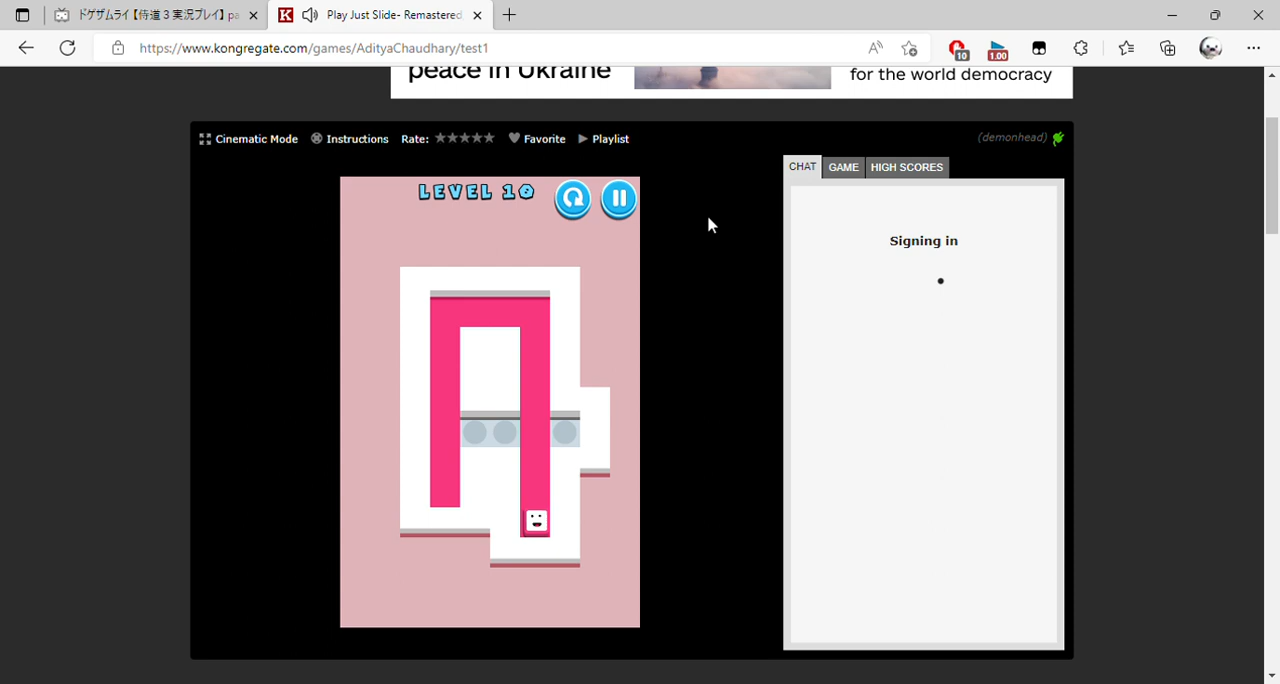 ドゲザムライ【侍道３実況プレイ】pa
Play Just Slide- Remastered
https://www.kongregate.com/games/AdityaChaudhary/test1
10
1.00
peace in Ukraine
for the world democracy
Cinematic Mode
Instructions
Rate:
Favorite
Playlist
(demonhead)
CHAT
GAME
HIGH SCORES
LEVEL 10
Signing in